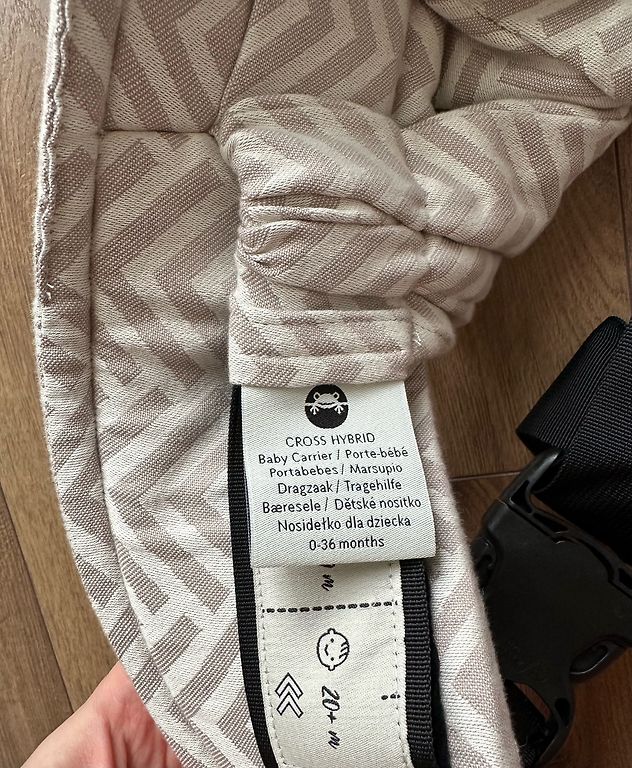 CROSS HYBRID
Baby Carrier / Porte-bébé
Portabebes / Marsupio
Dragzaak / Tragehilfe
Bæresele / Dětské nosítko
Nosidełko dla dziecka
0-36 months
m
20+ m